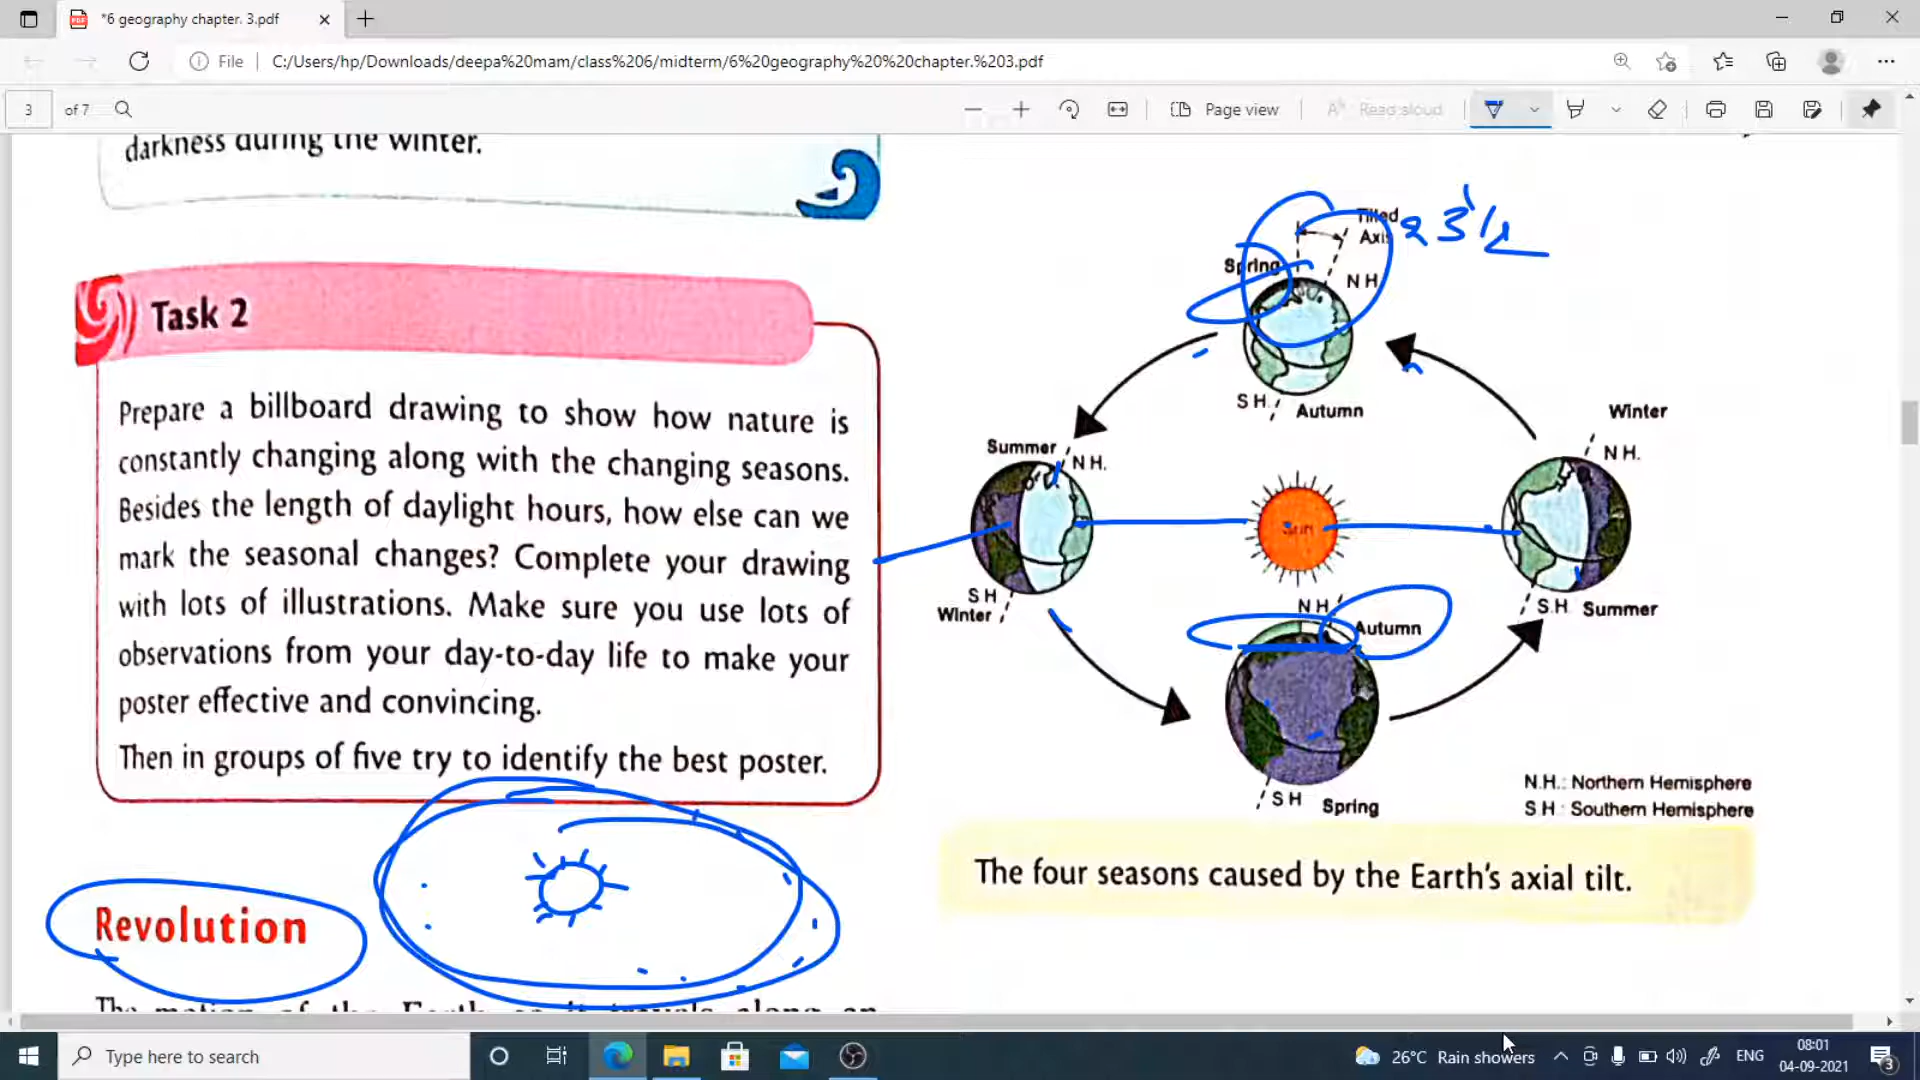 *6 geography chapter. 3.pdf
File
C:/Users/hp/Downloads/deepa%20mam/class%206/midterm/6%20geography%20%20chapter.%203.pdf
3
of 7
Page view
Read aloud
darkness during the winter.
Task 2
Prepare a billboard drawing to show how nature is
constantly changing along with the changing seasons.
Besides the length of daylight hours, how else can we
mark the seasonal changes? Complete your drawing
with lots of illustrations. Make sure you use lots of
observations from your day-to-day life to make your
poster effective and convincing.
Then in groups of five try to identify the best poster.
Revolution
Tilted
Axis
23 1/2
Spring
N H
S H.
Autumn
Summer
N H.
S H
Winter
Sun
Winter
N H.
S.H
Summer
N H
Autumn
S H
Spring
N.H.: Northern Hemisphere
S H : Southern Hemisphere
The four seasons caused by the Earth's axial tilt.
Type here to search
26°C Rain showers
ENG
08:01
04-09-2021
3